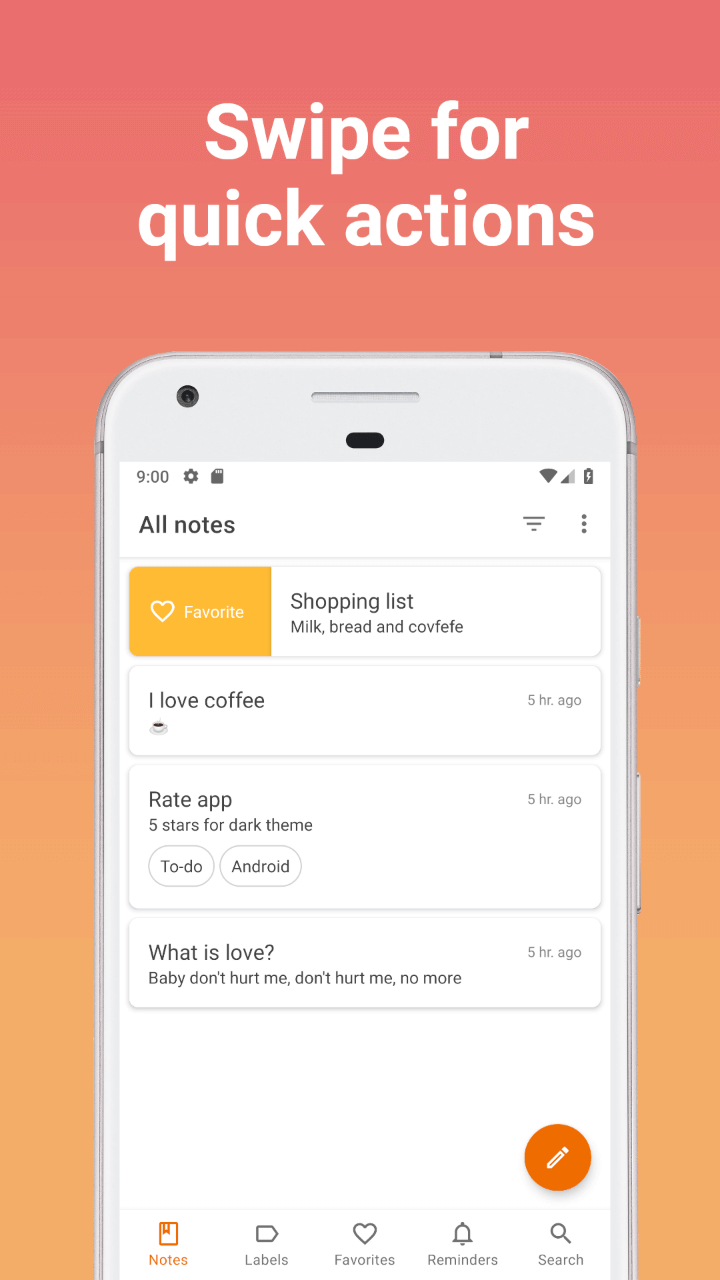 Swipe for
quick actions
9:00
All notes
Favorite
Shopping list
Milk, bread and covfefe
I love coffee
5 hr. ago
Rate app
5 hr. ago
5 stars for dark theme
To-do
Android
What is love?
5 hr. ago
Baby don't hurt me, don't hurt me, no more
Notes
Labels
Favorites
Reminders
Search